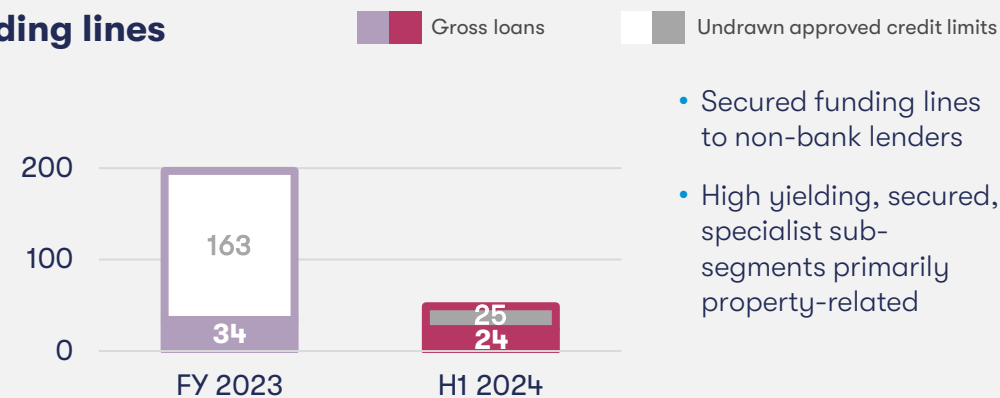 ding lines
Gross loans
Undrawn approved credit limits
• Secured funding lines
to non-bank lenders
• High yielding, secured,
specialist sub-
segments primarily
property-related
200
100
0
163
34
25
24
FY 2023
H1 2024